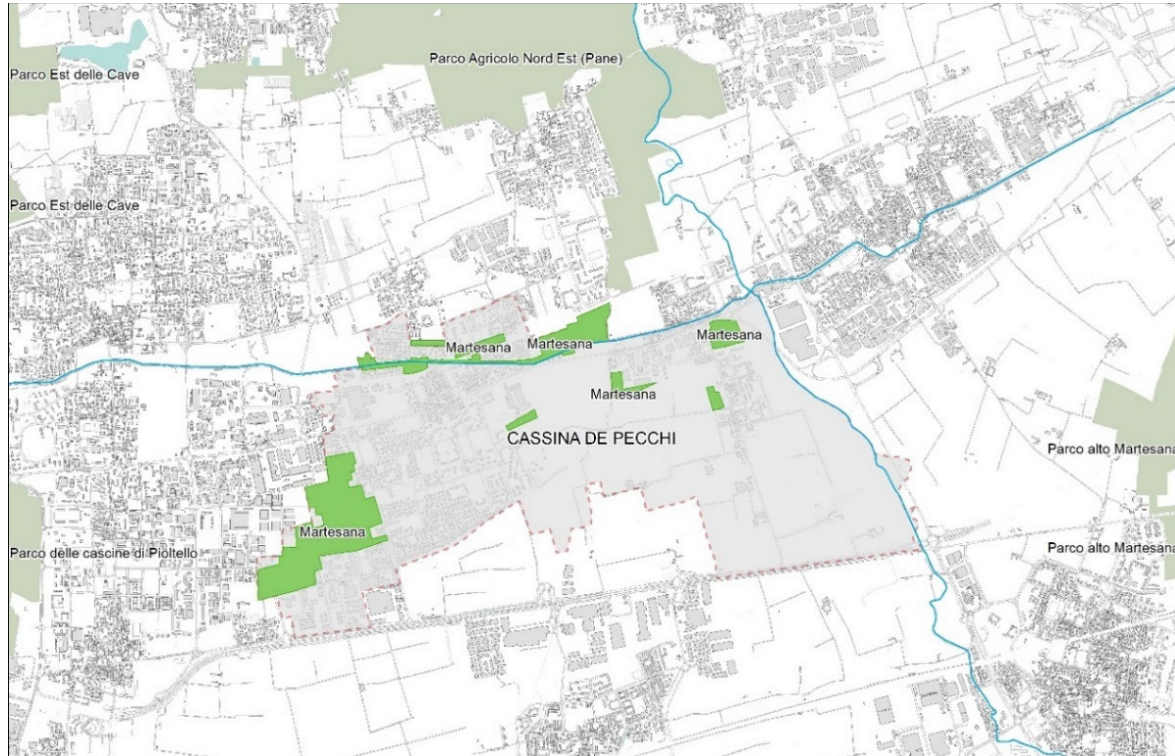 Parco Agricolo Nord Est (Pane)
Parco Est delle Cave
Parco Est delle Cave
Martesana
Martesana
Martesana
Martesana
CASSINA DE PECCHI
Parco alto Martesana
Martesana
Parco delle cascine di Pioltello
Parco alto Martesana